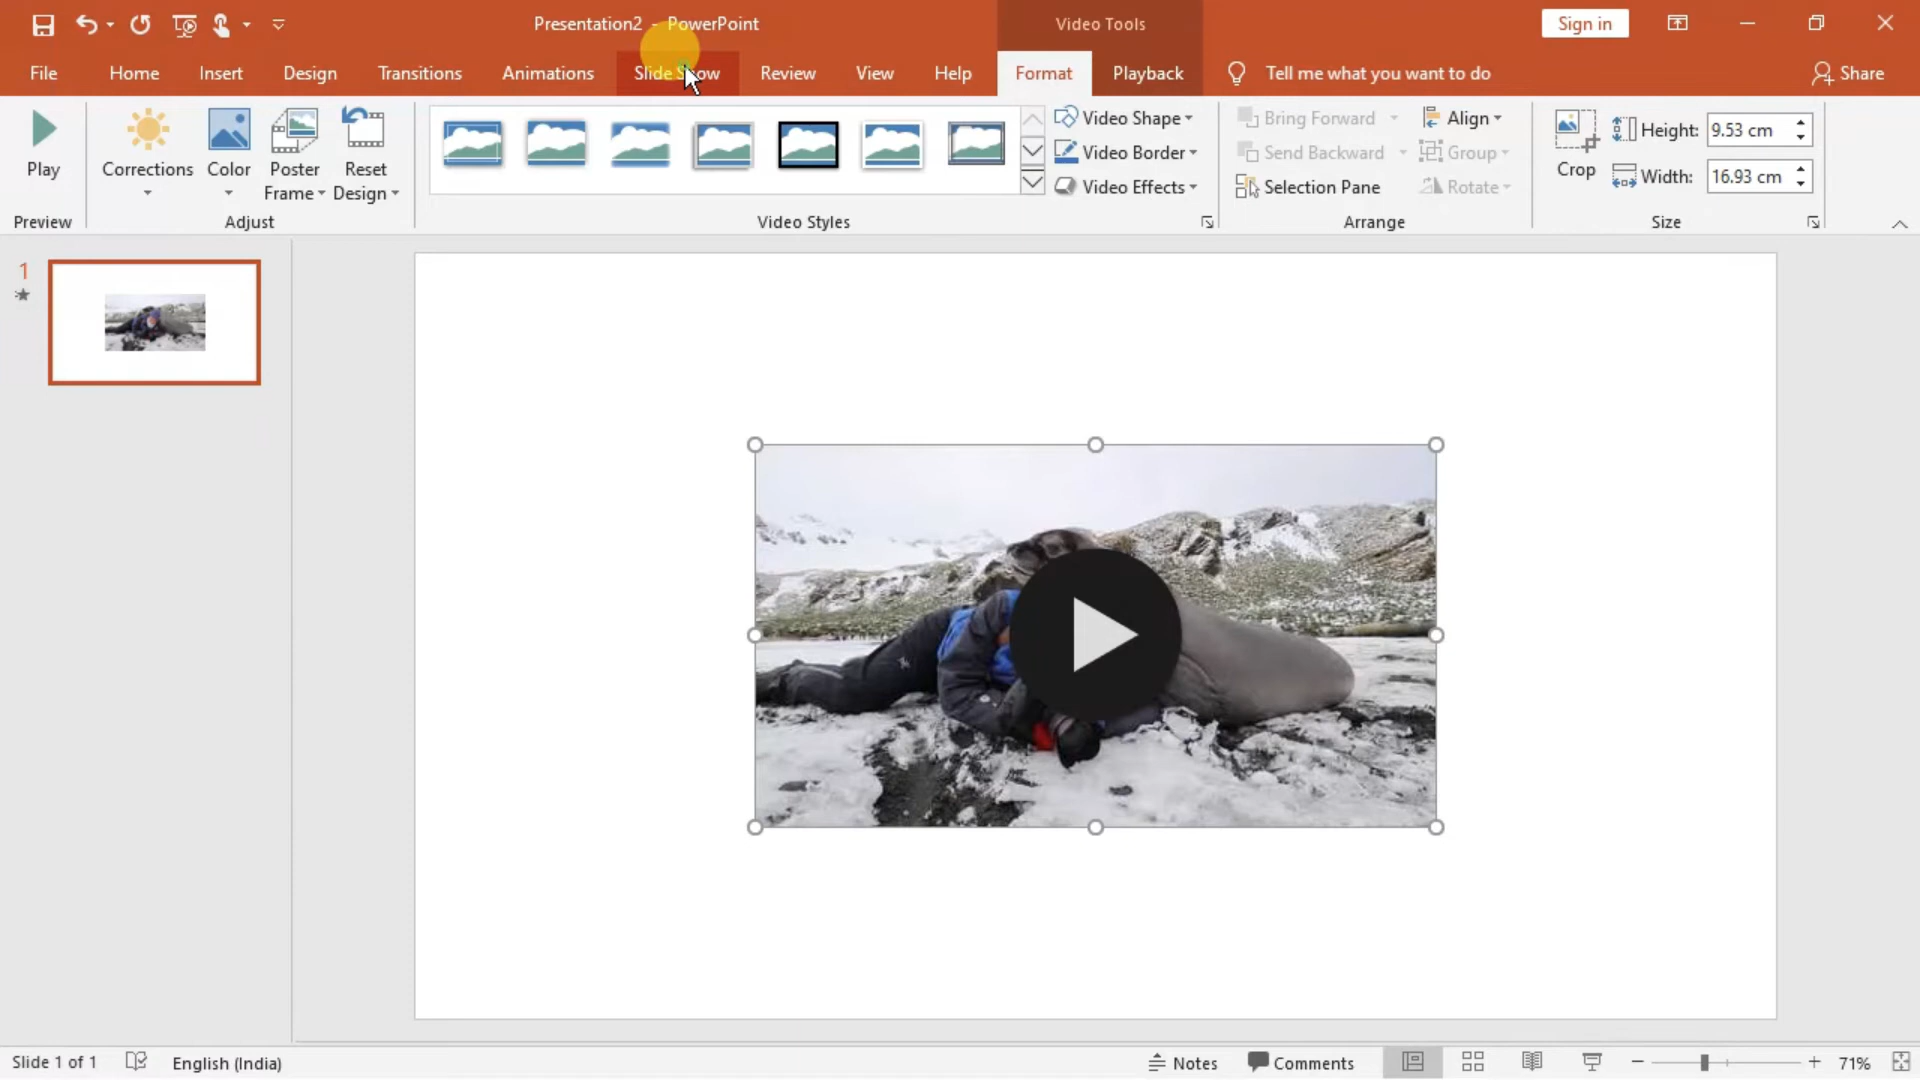 Presentation2 - PowerPoint
Video Tools
Sign in
File
Home
Insert
Design
Transitions
Animations
Slide Show
Review
View
Help
Format
Playback
Tell me what you want to do
Share
Play
Preview
Corrections
Color
Poster
Frame
Reset
Design
Adjust
Video Styles
Video Shape
Video Border
Video Effects
Bring Forward
Send Backward
Selection Pane
Align
Group
Rotate
Arrange
Crop
Height: 9.53 cm
Width: 16.93 cm
Size
1
Slide 1 of 1
English (India)
Notes
Comments
71%